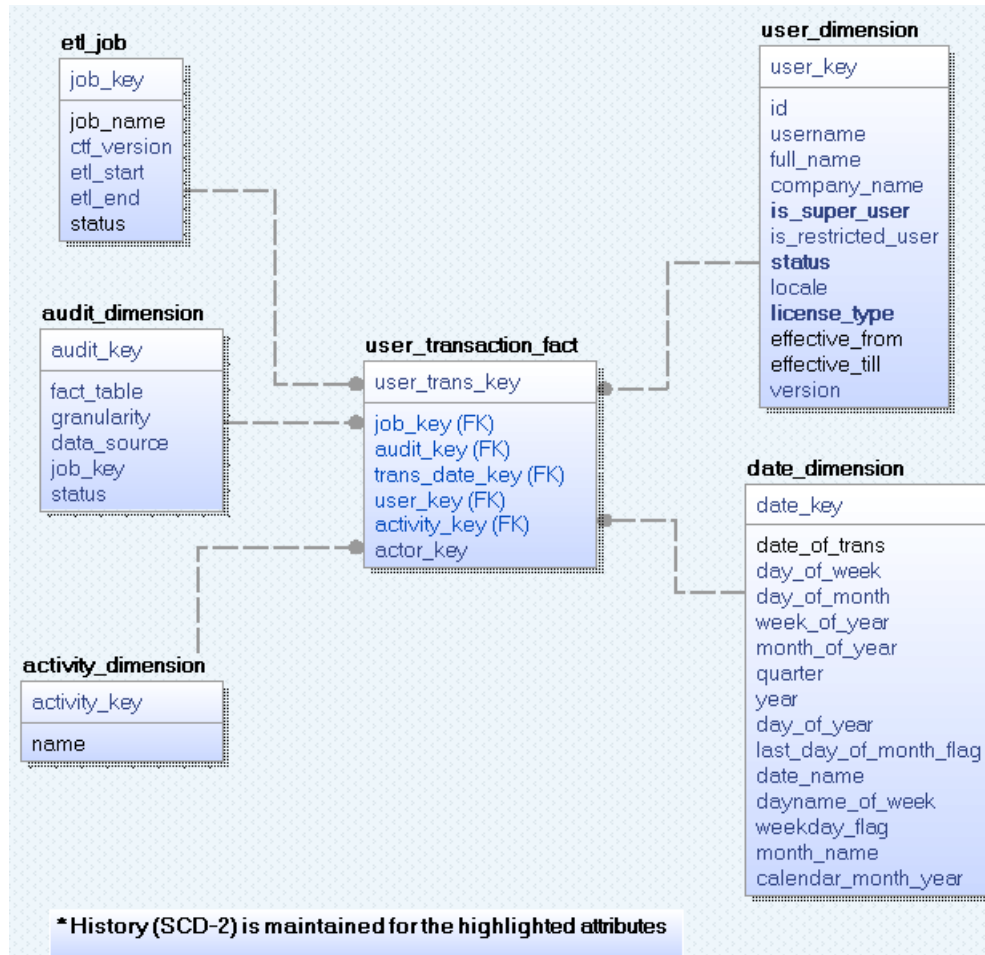 etl_job
job_key
job_name
ctf_version
etl_start
etl_end
status
audit_dimension
audit_key
fact_table
granularity
data_source
job_key
status
activity_dimension
activity_key
name
user_transaction_fact
user_trans_key
job_key (FK)
audit_key (FK)
trans_date_key (FK)
user_key (FK)
activity_key (FK)
actor_key
user_dimension
user_key
id
username
full_name
company_name
is_super_user
is_restricted_user
status
locale
license_type
effective_from
effective_till
version
date_dimension
date_key
date_of_trans
day_of_week
day_of_month
week_of_year
month_of_year
quarter
year
day_of_year
last_day_of_month_flag
date_name
dayname_of_week
weekday_flag
month_name
calendar_month_year
* History (SCD-2) is maintained for the highlighted attributes